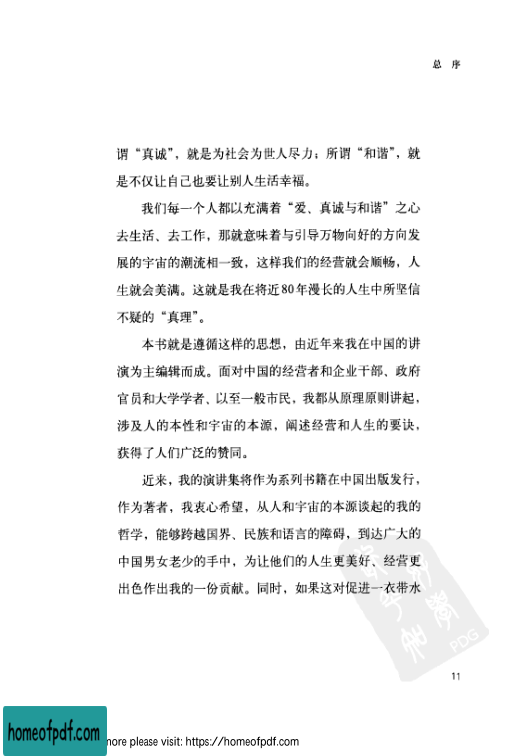 总 序
谓“真诚”，就是为社会为世人尽力；所谓“和谐”，就
是不仅让自己也要让别人生活幸福。
我们每一个人都以充满着“爱、真诚与和谐”之心
去生活、去工作，那就意味着与引导万物向好的方向发
展的宇宙的潮流相一致，这样我们的经营就会顺畅，人
生就会美满。这就是我在将近80年漫长的人生中所坚信
不疑的“真理”。
本书就是遵循这样的思想，由近年来我在中国的讲
演为主编辑而成。面对中国的经营者和企业干部、政府
官员和大学学者、以至一般市民，我都从原理原则讲起，
涉及人的本性和宇宙的本源，阐述经营和人生的要诀，
获得了人们广泛的赞同。
近来，我的演讲集将作为系列书籍在中国出版发行，
作为著者，我衷心希望，从人和宇宙的本源谈起的我的
哲学，能够跨越国界、民族和语言的障碍，到达广大的
中国男女老少的手中，为让他们的人生更美好、经营更
出色作出我的一份贡献。同时，如果这对促进一衣带水
PDG
11
homeofpdf.com
more please visit: https://homeofpdf.com